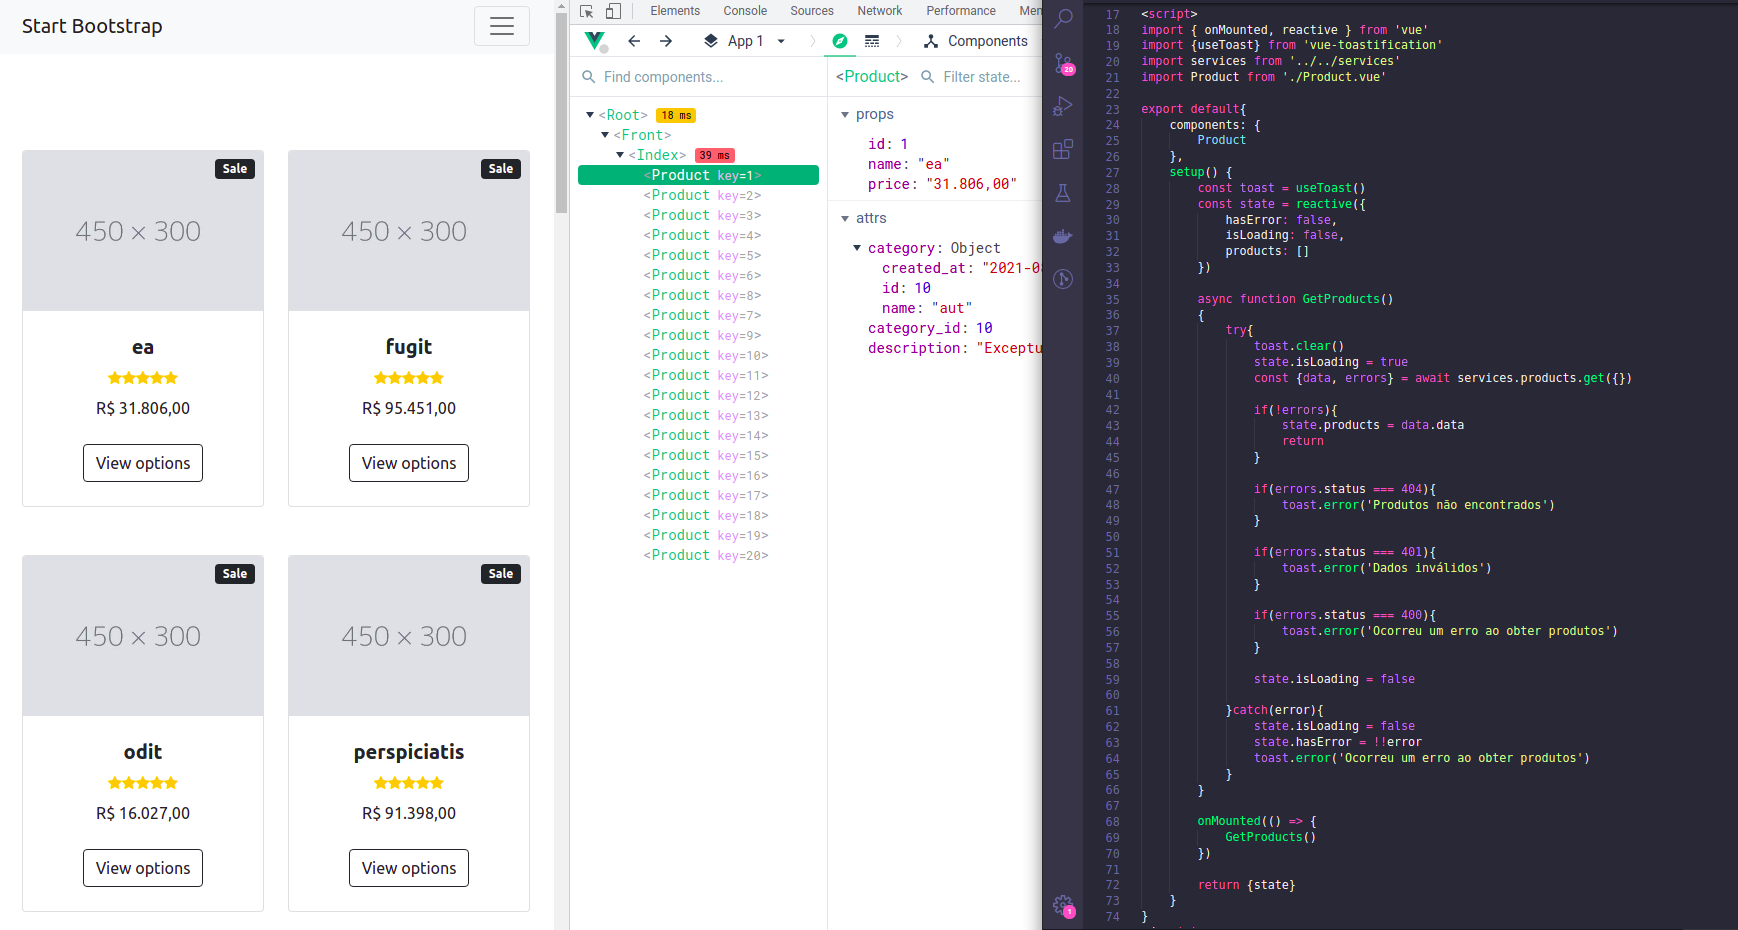 Start Bootstrap
Sale
450 × 300
ea
R$ 31.806,00
View options
Sale
450 × 300
fugit
R$ 95.451,00
View options
Sale
450 × 300
odit
R$ 16.027,00
View options
Sale
450 × 300
perspiciatis
R$ 91.398,00
View options
Elements Console Sources Network Performance Mem
App 1 Components
Find components...
<Root> 18 ms
<Front>
<Index> 39 ms
<Product key=1>
<Product key=2>
<Product key=3>
<Product key=4>
<Product key=5>
<Product key=6>
<Product key=8>
<Product key=7>
<Product key=9>
<Product key=10>
<Product key=11>
<Product key=12>
<Product key=13>
<Product key=14>
<Product key=15>
<Product key=16>
<Product key=17>
<Product key=18>
<Product key=19>
<Product key=20>
<Product> Filter state...
props
id: 1
name: "ea"
price: "31.806,00"
attrs
category: Object
created_at: "2021-08
id: 10
name: "aut"
category_id: 10
description: "Exceptu
20
1
17 <script>
18 import { onMounted, reactive } from 'vue'
19 import {useToast} from 'vue-toastification'
20 import services from '../../services'
21 import Product from './Product.vue'
22
23 export default{
24 components: {
25 Product
26 },
27 setup() {
28 const toast = useToast()
29 const state = reactive({
30 hasError: false,
31 isLoading: false,
32 products: []
33 })
34
35 async function GetProducts()
36 {
37 try{
38 toast.clear()
39 state.isLoading = true
40 const {data, errors} = await services.products.get({})
41
42 if(!errors){
43 state.products = data.data
44 return
45 }
46
47 if(errors.status === 404){
48 toast.error('Produtos não encontrados')
49 }
50
51 if(errors.status === 401){
52 toast.error('Dados inválidos')
53 }
54
55 if(errors.status === 400){
56 toast.error('Ocorreu um erro ao obter produtos')
57 }
58
59 state.isLoading = false
60
61 }catch(error){
62 state.isLoading = false
63 state.hasError = !!error
64 toast.error('Ocorreu um erro ao obter produtos')
65 }
66 }
67
68 onMounted(() => {
69 GetProducts()
70 })
71
72 return {state}
73 }
74 }